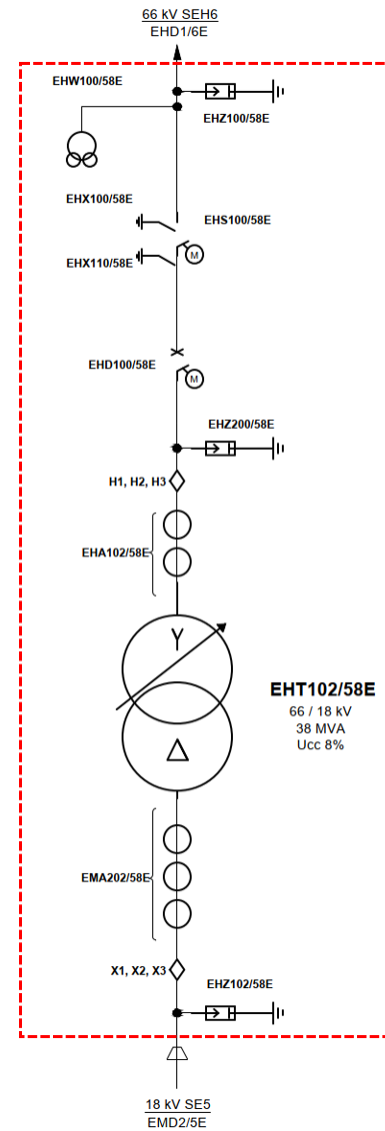 66 kV SEH6
EHD1/6E
EHW100/58E
EHZ100/58E
EHX100/58E
EHS100/58E
EHX110/58E
M
EHD100/58E
M
EHZ200/58E
H1, H2, H3
EHA102/58E
Y
EHT102/58E
66 / 18 kV
38 MVA
Ucc 8%
Δ
EMA202/58E
X1, X2, X3
EHZ102/58E
18 kV SE5
EMD2/5E